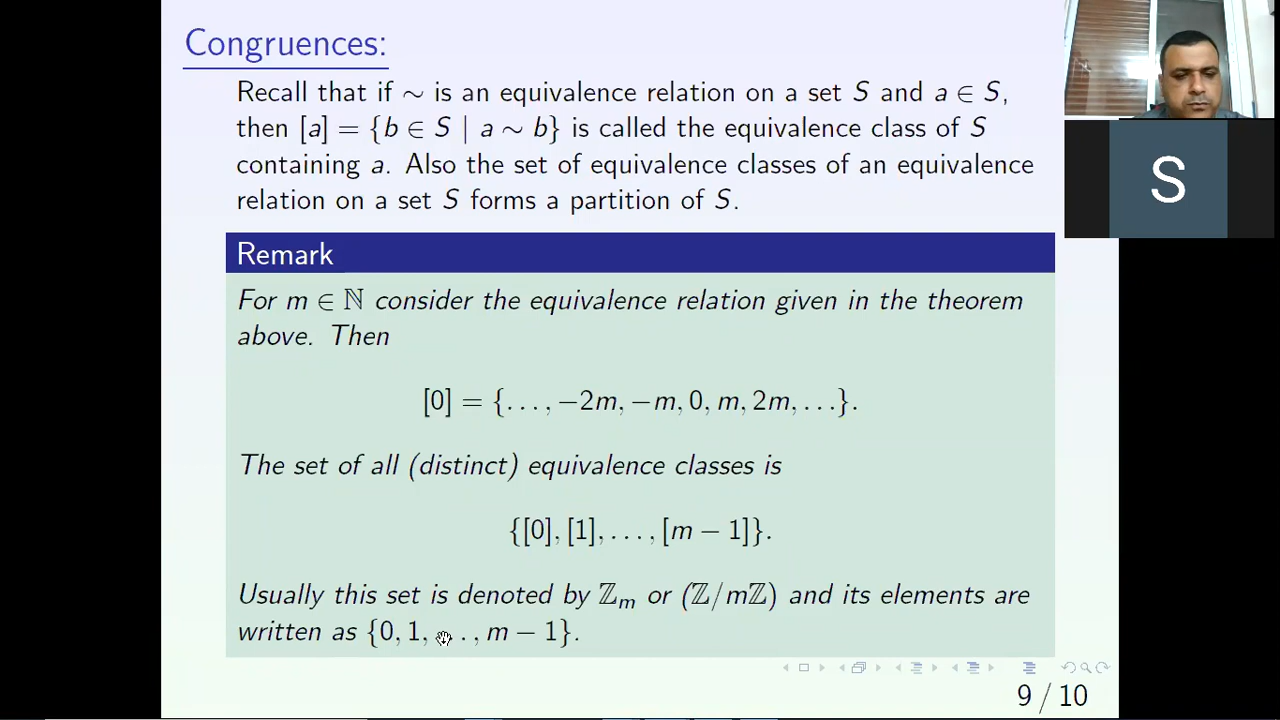 Congruences:
Recall that if ∼ is an equivalence relation on a set S and a ∈ S,
then [a] = {b ∈ S | a ∼ b} is called the equivalence class of S
containing a. Also the set of equivalence classes of an equivalence
relation on a set S forms a partition of S.
Remark
For m ∈ ℕ consider the equivalence relation given in the theorem
above. Then
[0] = {. . . , −2m, −m, 0, m, 2m, . . .}.
The set of all (distinct) equivalence classes is
{[0], [1], . . . , [m − 1]}.
Usually this set is denoted by ℤₘ or (ℤ/mℤ) and its elements are
written as {0, 1, . . . , m − 1}.
9 / 10
S